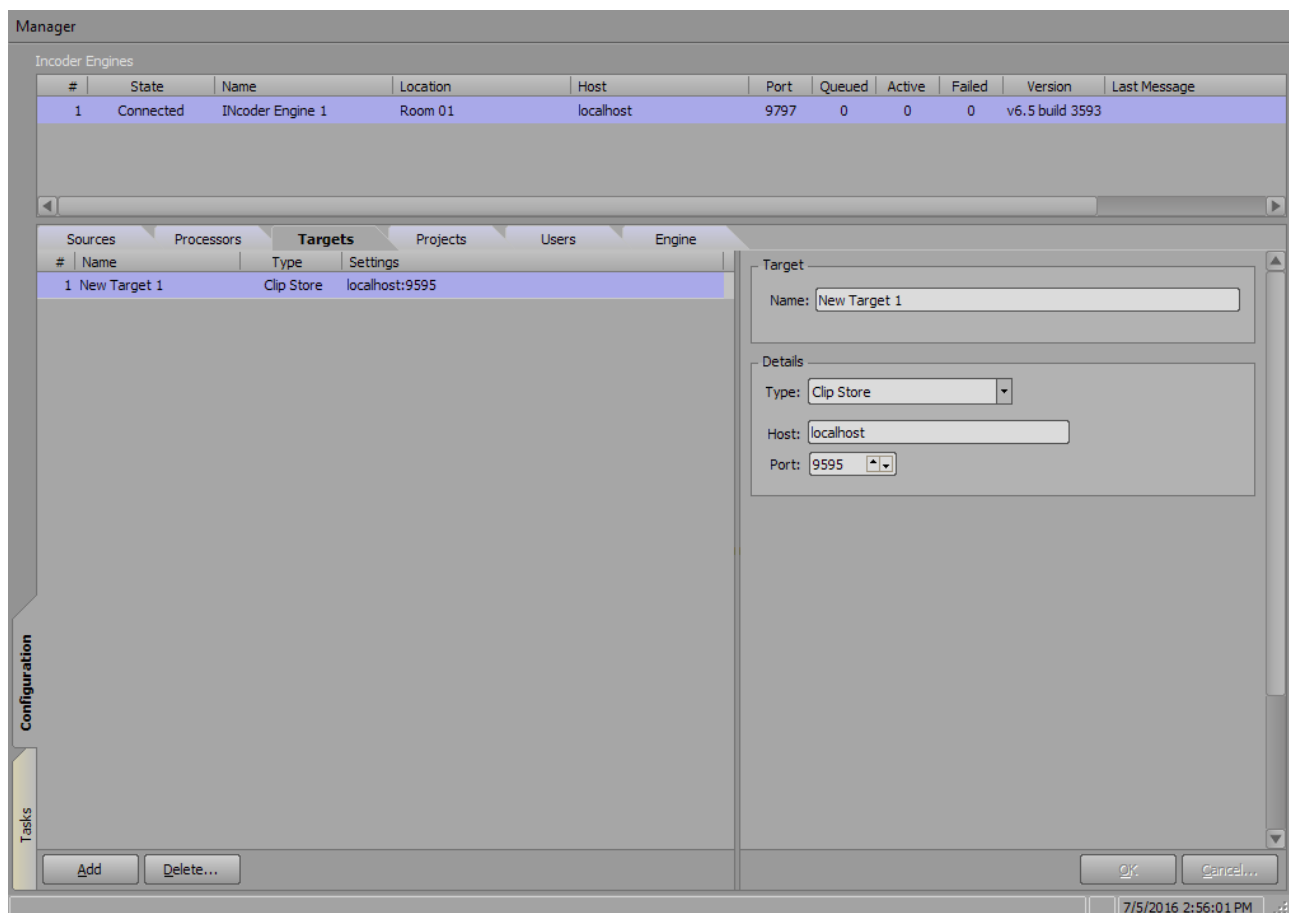 Manager
Incoder Engines
# State Name Location Host Port Queued Active Failed Version Last Message
1 Connected INcoder Engine 1 Room 01 localhost 9797 0 0 0 v6.5 build 3593
Sources Processors Targets Projects Users Engine
# Name Type Settings
1 New Target 1 Clip Store localhost:9595
Target
Name: New Target 1
Details
Type: Clip Store
Host: localhost
Port: 9595
Configuration
Tasks
Add Delete...
OK Cancel...
7/5/2016 2:56:01 PM